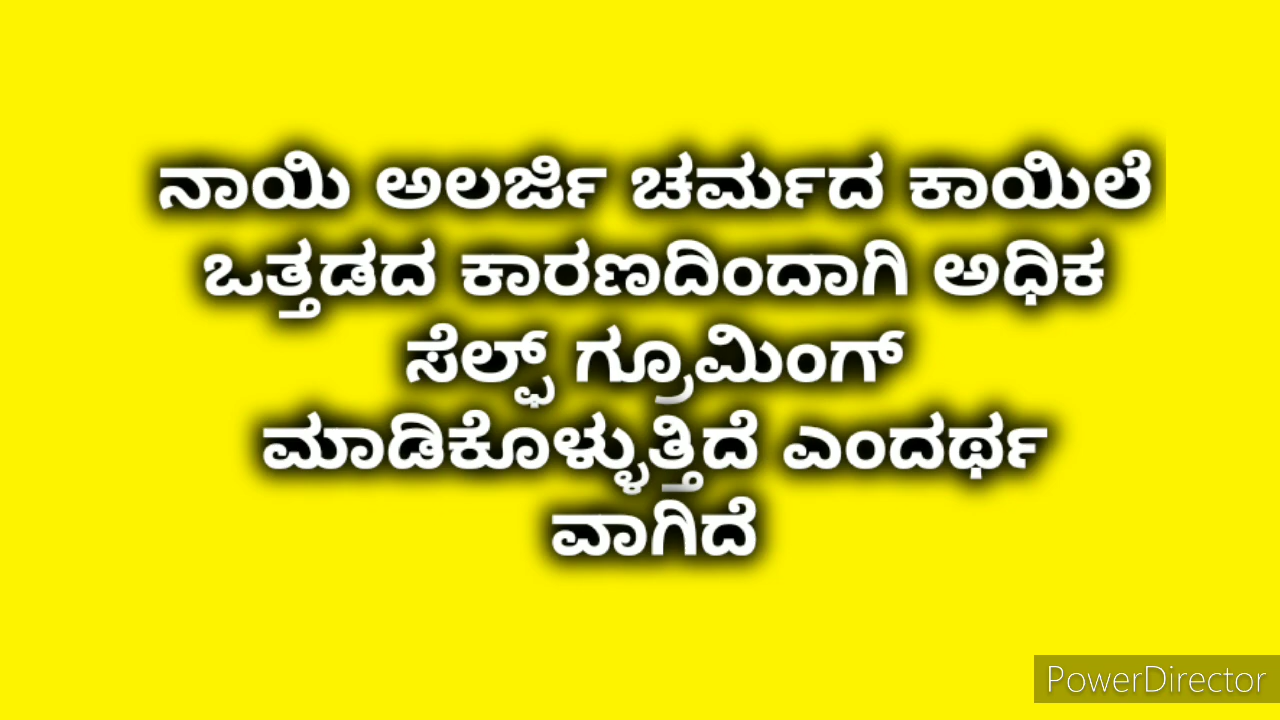 ನಾಯಿ ಅಲರ್ಜಿ ಚರ್ಮದ ಕಾಯಿಲೆ
ಒತ್ತಡದ ಕಾರಣದಿಂದಾಗಿ ಅಧಿಕ
ಸೆಲ್ಫ್ ಗ್ರೂಮಿಂಗ್
ಮಾಡಿಕೊಳ್ಳುತ್ತಿದೆ ಎಂದರ್ಥ
ವಾಗಿದೆ
PowerDirector